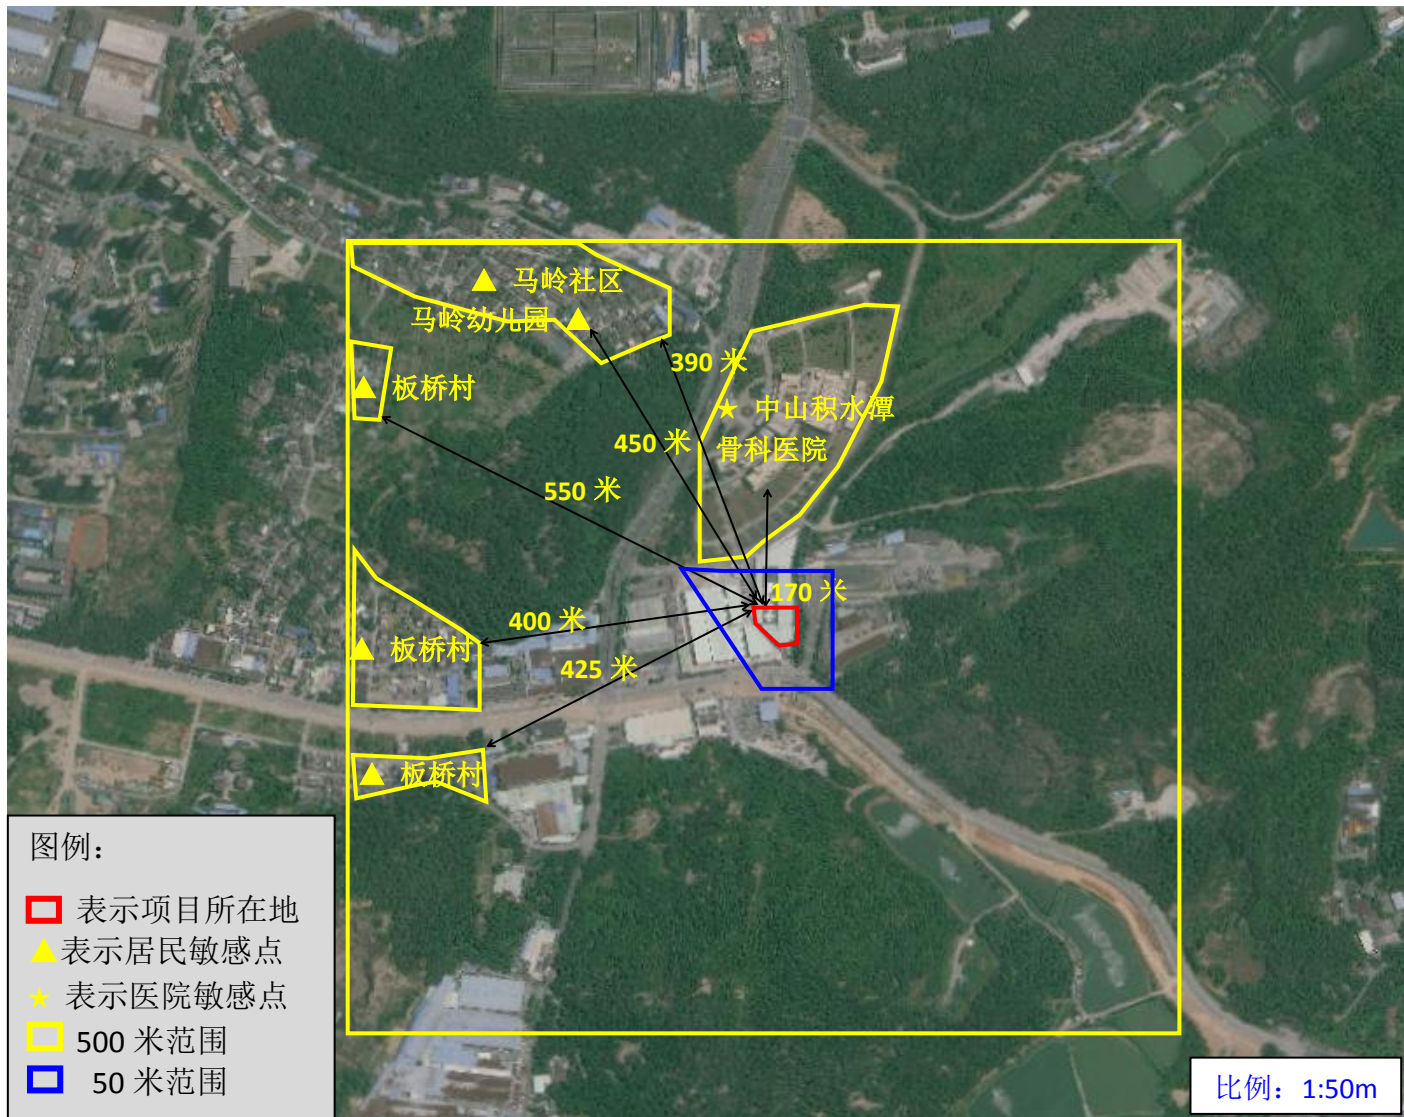 马岭社区
马岭幼儿园
390 米
板桥村
中山积水潭
450 米
骨科医院
550 米
170 米
400 米
板桥村
425 米
板桥村
图例：
表示项目所在地
表示居民敏感点
表示医院敏感点
500 米范围
50 米范围
比例：1:50m